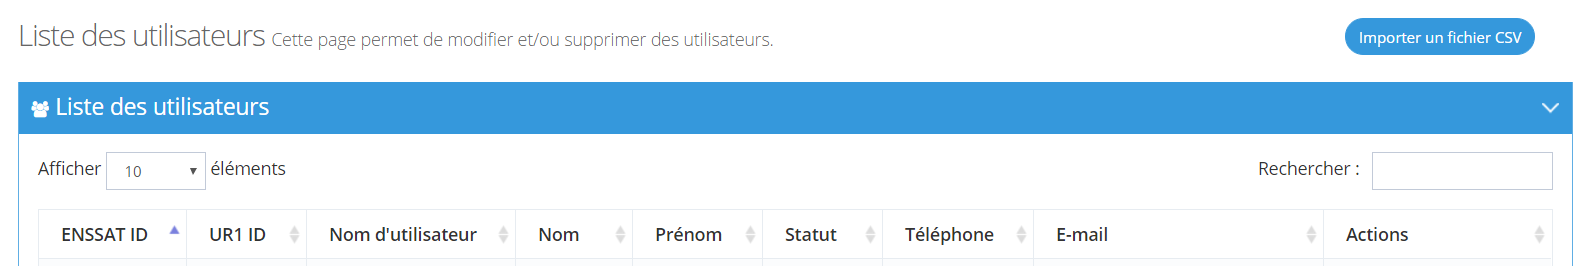 Liste des utilisateurs Cette page permet de modifier et/ou supprimer des utilisateurs.
Importer un fichier CSV
Liste des utilisateurs
Afficher 10 éléments
Rechercher :
ENSSAT ID UR1 ID Nom d'utilisateur Nom Prénom Statut Téléphone E-mail Actions